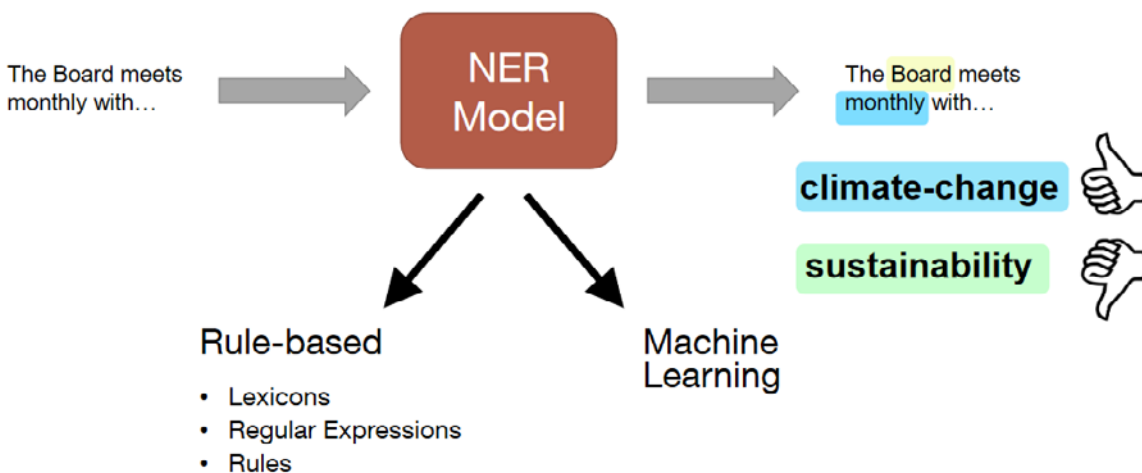 The Board meets
monthly with…
NER
Model
The Board meets
monthly with…
climate-change
sustainability
Rule-based
• Lexicons
• Regular Expressions
• Rules
Machine
Learning